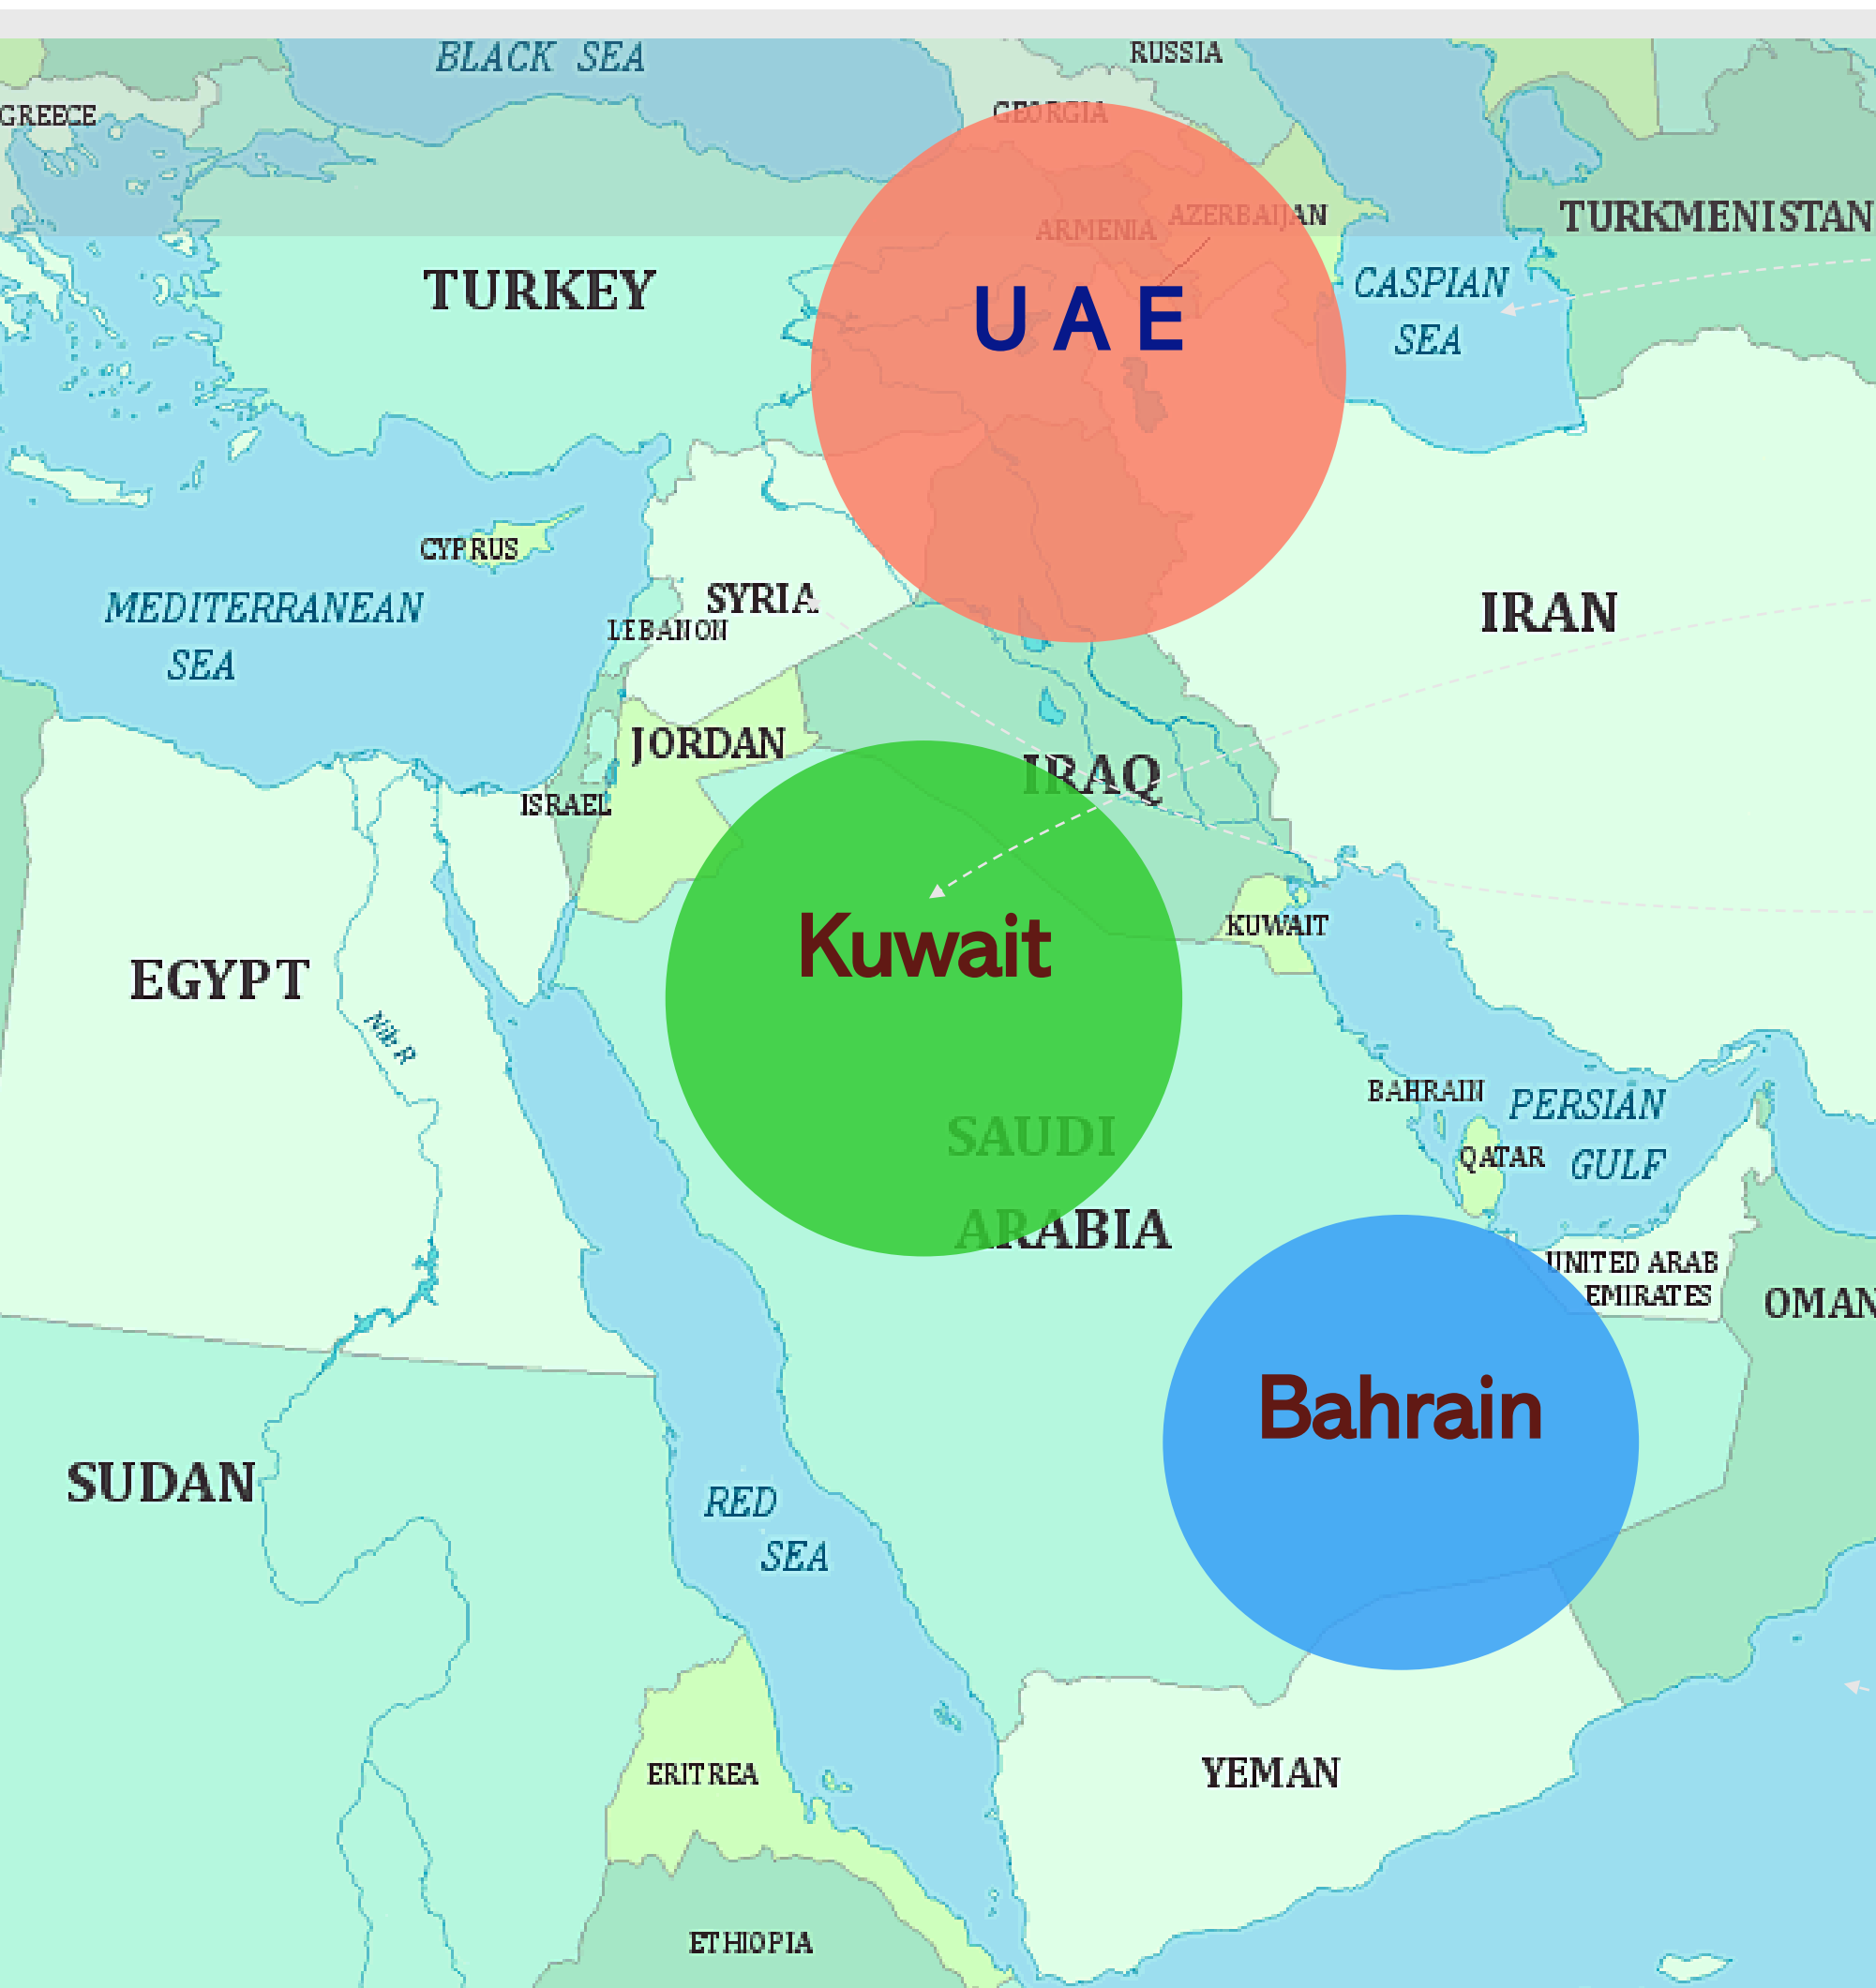 BLACK SEA
RUSSIA
GREECE
GEORGIA
AZERBAIJAN
ARMENIA
TURKMENISTAN
TURKEY
CASPIAN
SEA
U A E
CYPRUS
SYRIA
MEDITERRANEAN
SEA
LEBANON
IRAN
JORDAN
IRAQ
ISRAEL
KUWAIT
Kuwait
EGYPT
Nile R
BAHRAIN
PERSIAN
GULF
QATAR
SAUDI
ARABIA
UNITED ARAB
EMIRATES
OMAN
Bahrain
SUDAN
RED
SEA
ERITREA
YEMAN
ETHIOPIA